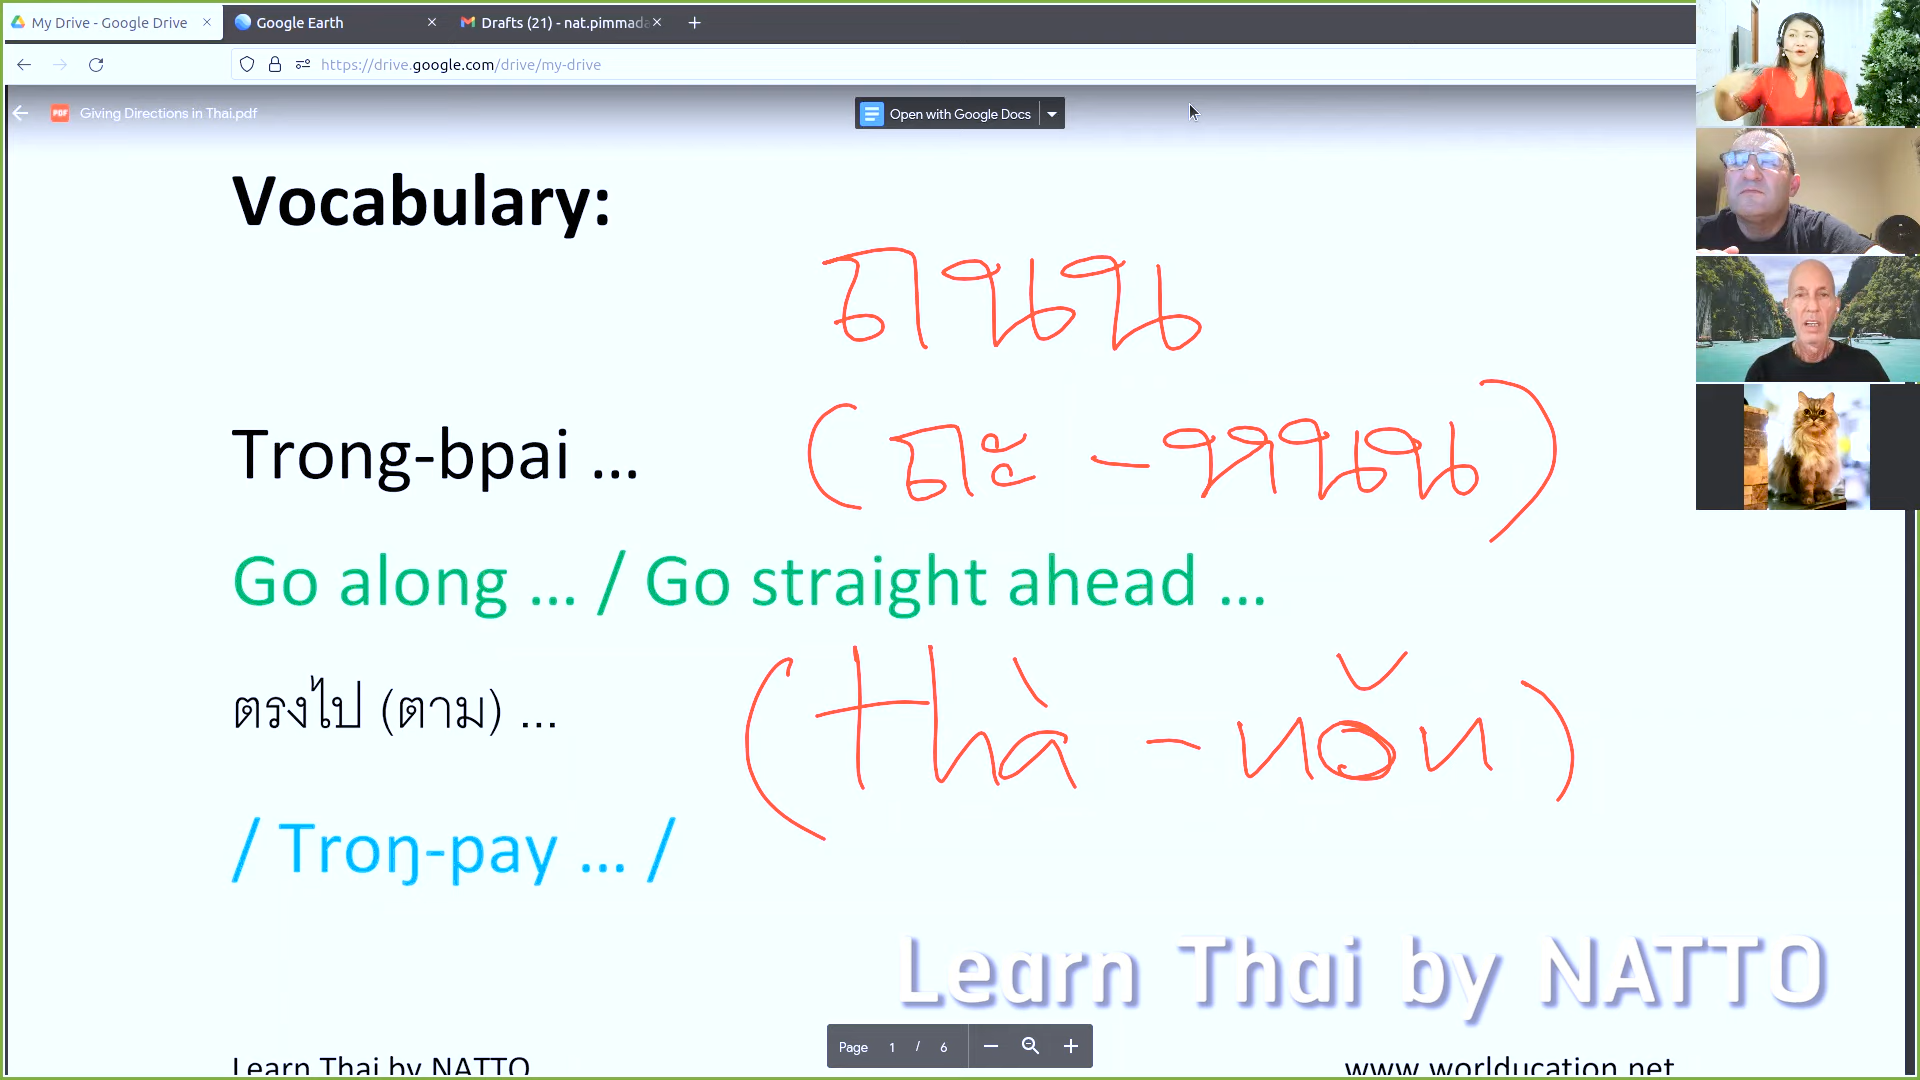 My Drive - Google Drive
Google Earth
Drafts (21) - nat.pimmada
https://drive.google.com/drive/my-drive
Giving Directions in Thai.pdf
Open with Google Docs
Vocabulary:
ถนน
Trong-bpai ...
(ถะ - หนน)
Go along ... / Go straight ahead ...
ตรงไป (ตาม) ...
(thà - nǒn)
/ Troŋ-pay ... /
Learn Thai by NATTO
Page 1 / 6
Learn Thai by NATTO
www.worlducation.net